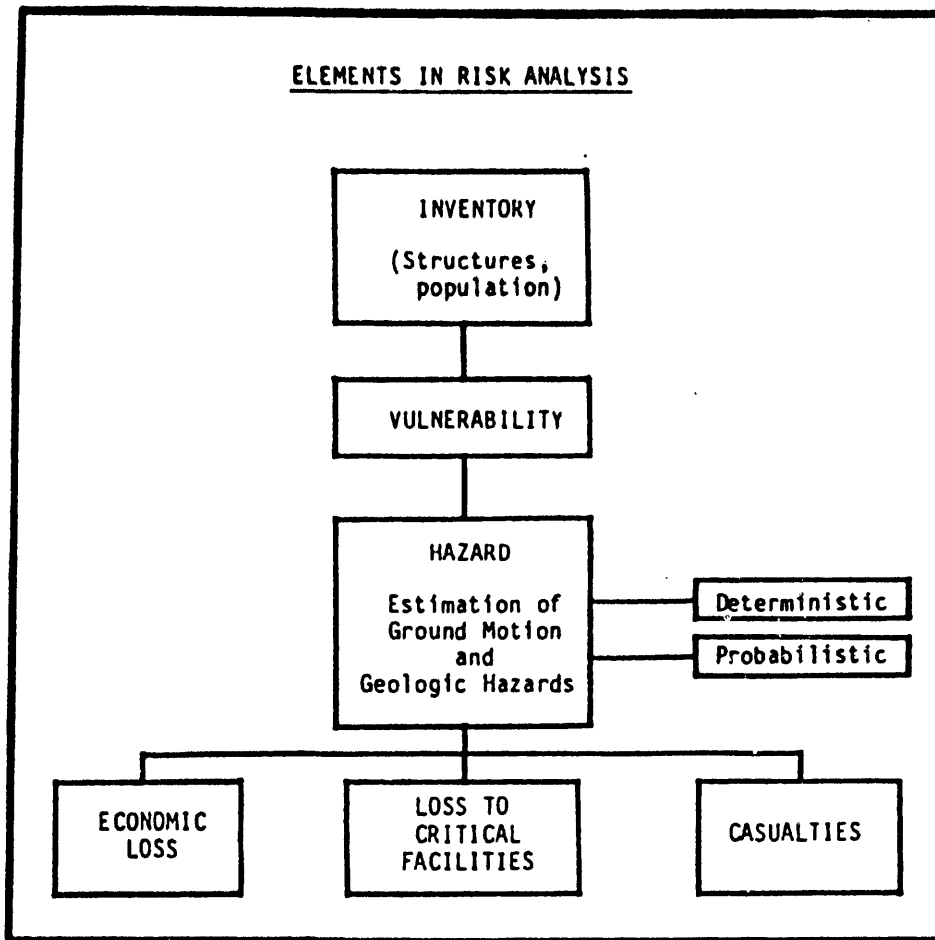 ELEMENTS IN RISK ANALYSIS
INVENTORY
(Structures,
population)
VULNERABILITY
HAZARD
Estimation of
Ground Motion
and
Geologic Hazards
Deterministic
Probabilistic
ECONOMIC
LOSS
LOSS TO
CRITICAL
FACILITIES
CASUALTIES